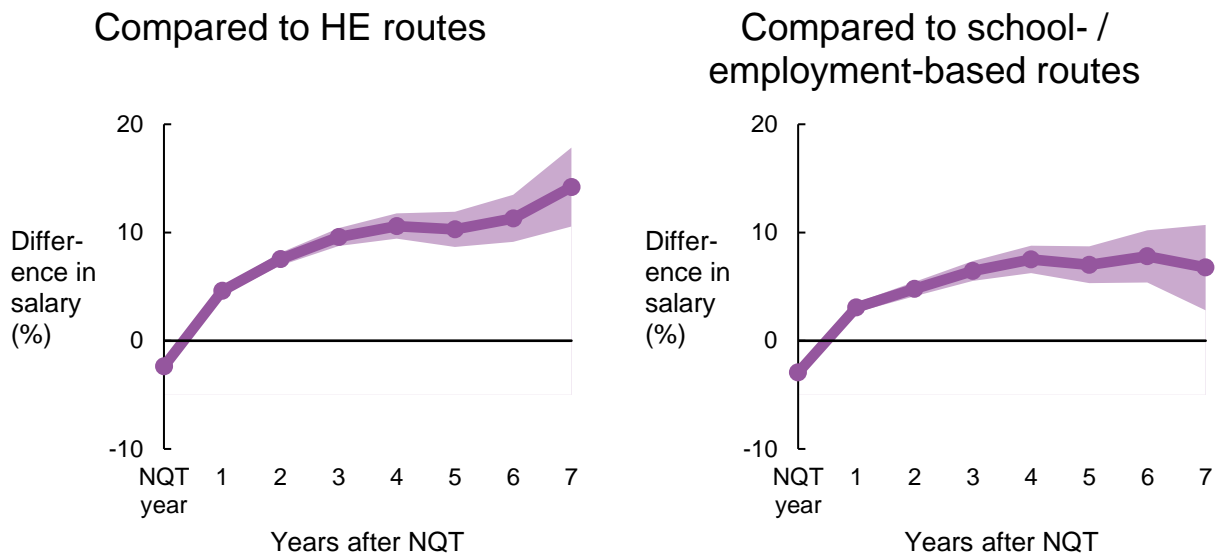 Compared to HE routes
20
10
0
-10
Differ-
ence in
salary
(%)
NQT
year
1
2
3
4
5
6
7
Years after NQT
Compared to school- /
employment-based routes
20
10
0
-10
Differ-
ence in
salary
(%)
NQT
year
1
2
3
4
5
6
7
Years after NQT